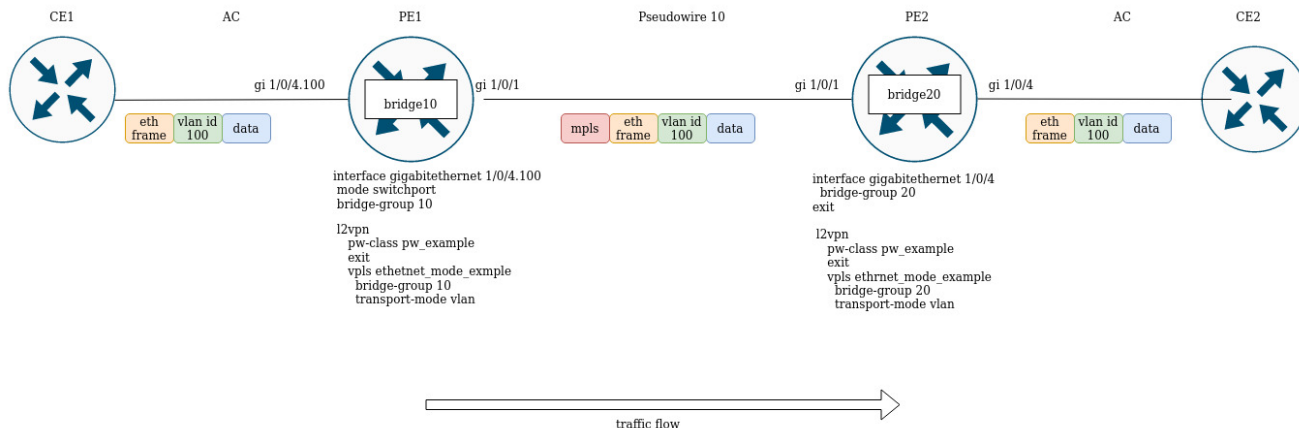 CE1
AC
PE1
Pseudowire 10
PE2
AC
CE2
gi 1/0/4.100
bridge10
gi 1/0/1
gi 1/0/1
bridge20
gi 1/0/4
eth
frame
vlan id
100
data
mpls
eth
frame
vlan id
100
data
eth
frame
vlan id
100
data
interface gigabitethernet 1/0/4.100
mode switchport
bridge-group 10
l2vpn
pw-class pw_example
exit
vpls ethetnet_mode_exmple
bridge-group 10
transport-mode vlan
interface gigabitethernet 1/0/4
bridge-group 20
exit
l2vpn
pw-class pw_example
exit
vpls ethrnet_mode_example
bridge-group 20
transport-mode vlan
traffic flow